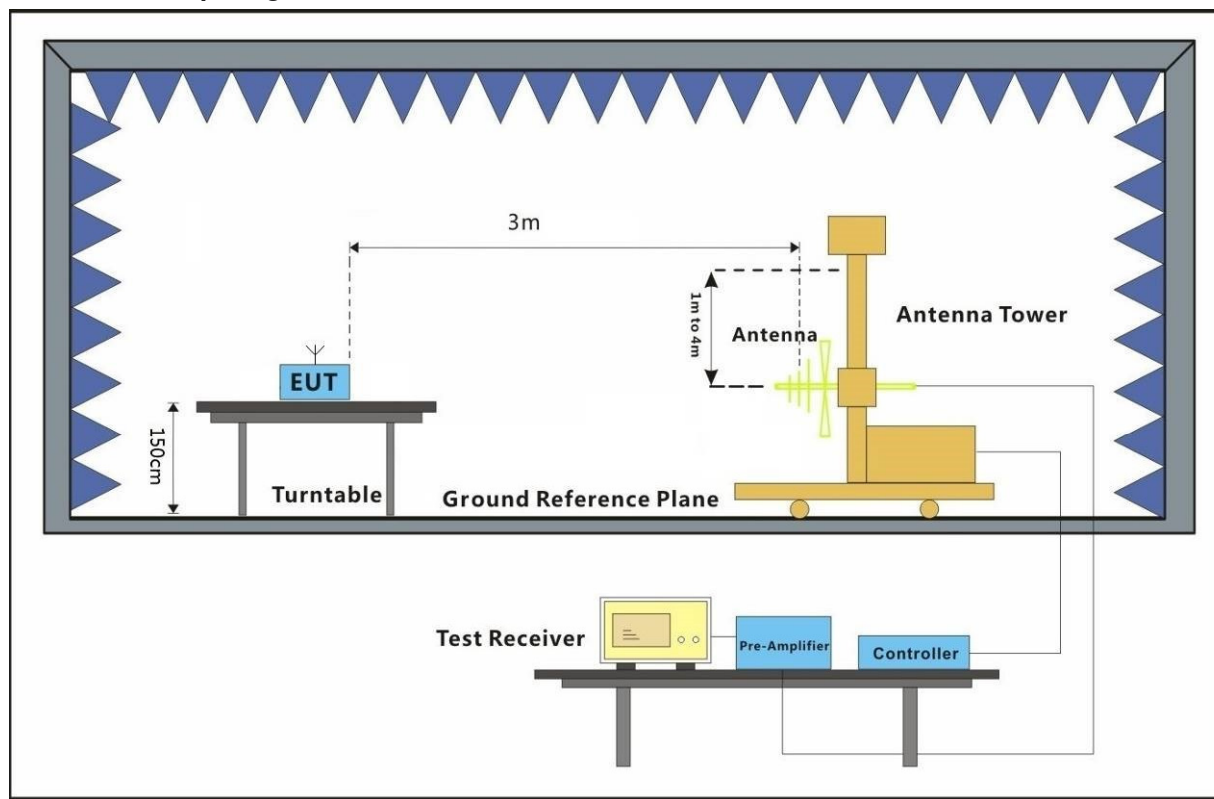 3m
1m to 4m
Antenna
Antenna Tower
EUT
150cm
Turntable
Ground Reference Plane
Test Receiver
Pre-Amplifier
Controller